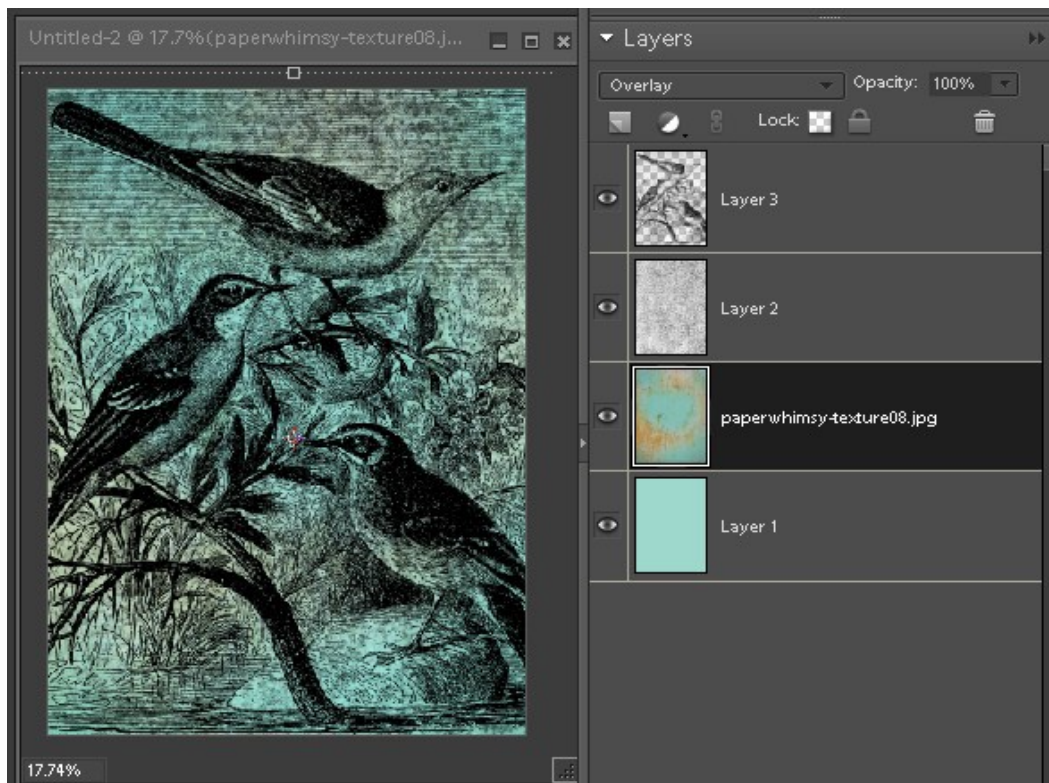 Untitled-2 @ 17.7%(paperwhimsy-texture08.j...
Layers
Overlay
Opacity: 100%
Lock:
Layer 3
Layer 2
paperwhimsy-texture08.jpg
Layer 1
17.74%